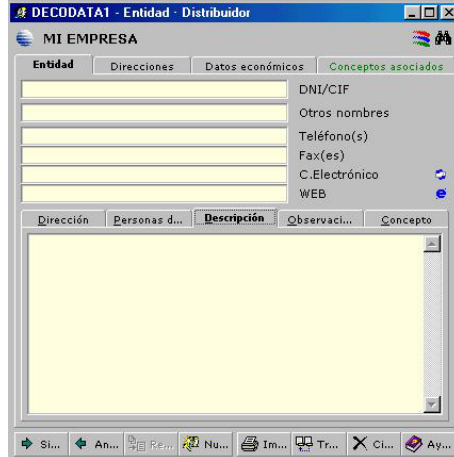 DECODATA1 - Entidad - Distribuidor
MI EMPRESA
Entidad Direcciones Datos económicos Conceptos asociados
DNI/CIF
Otros nombres
Teléfono(s)
Fax(es)
C.Electrónico
WEB
Dirección Personas d... Descripción Observaci... Concepto
Si... An... Re... Nu... Im... Tr... Ci... Ay...